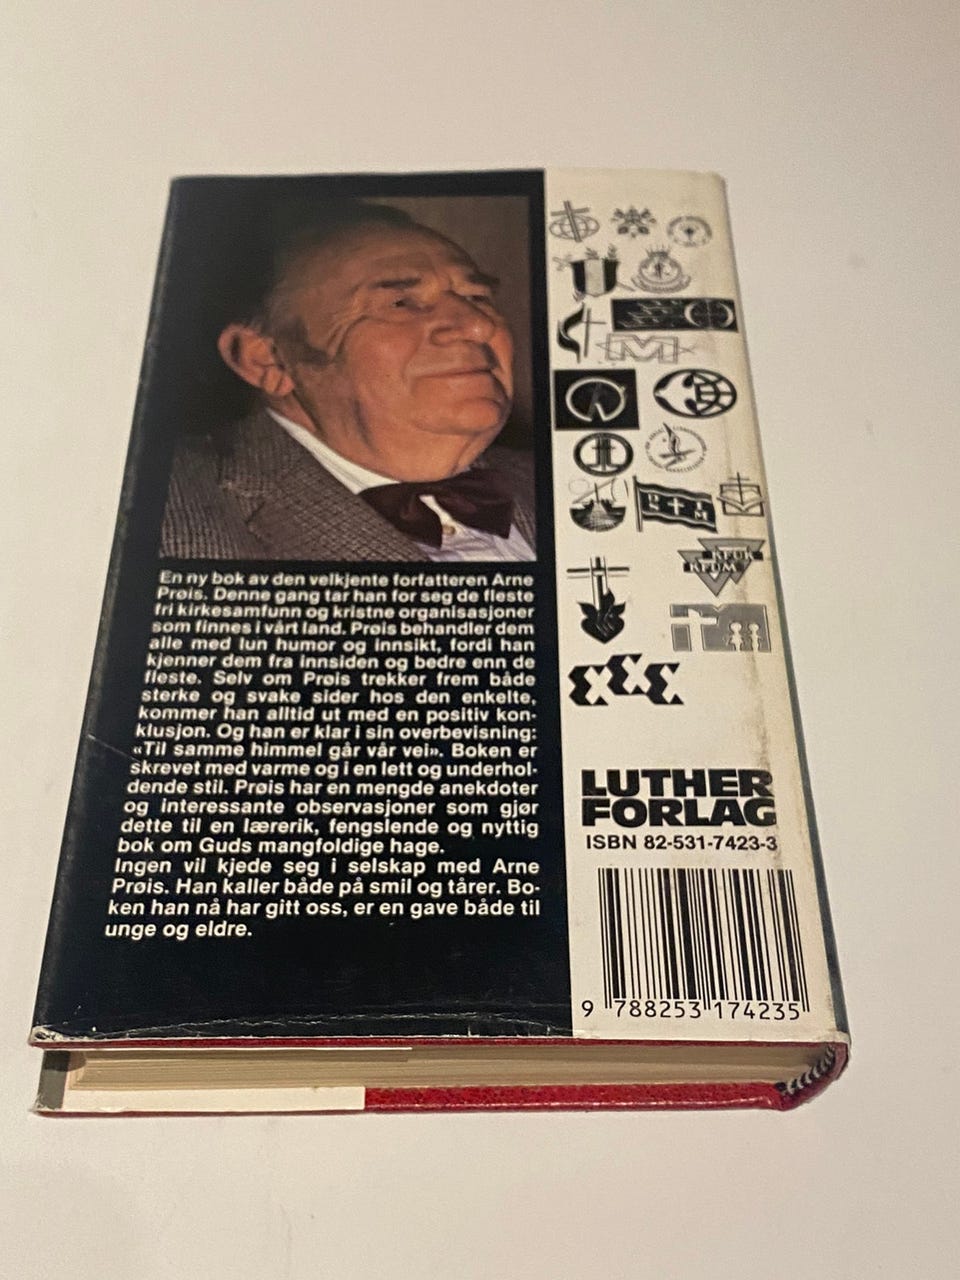 En ny bok av den velkjente forfatteren Arne
Prøis. Denne gang tar han for seg de fleste
fri kirkesamfunn og kristne organisasjoner
som finnes i vårt land. Prøis behandler dem
alle med lun humor og innsikt, fordi han
kjenner dem fra innsiden og bedre enn de
fleste. Selv om Prøis trekker frem både
sterke og svake sider hos den enkelte,
kommer han alltid ut med en positiv kon-
klusjon. Og han er klar i sin overbevisning:
«Til samme himmel går vår vei». Boken er
skrevet med varme og i en lett og underhol-
dende stil. Prøis har en mengde anekdoter
og interessante observasjoner som gjør
dette til en lærerik, fengslende og nyttig
bok om Guds mangfoldige hage.
Ingen vil kjede seg i selskap med Arne
Prøis. Han kaller både på smil og tårer. Bo-
ken han nå har gitt oss, er en gave både til
unge og eldre.
M
KFUK
KFUM
LUTHER
FORLAG
ISBN 82-531-7423-3
9 788253 174235